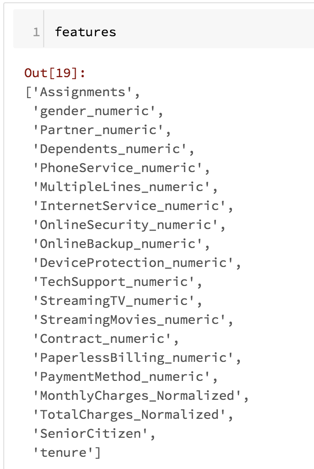 1 features
Out[19]:
['Assignments',
'gender_numeric',
'Partner_numeric',
'Dependents_numeric',
'PhoneService_numeric',
'MultipleLines_numeric',
'InternetService_numeric',
'OnlineSecurity_numeric',
'OnlineBackup_numeric',
'DeviceProtection_numeric',
'TechSupport_numeric',
'StreamingTV_numeric',
'StreamingMovies_numeric',
'Contract_numeric',
'PaperlessBilling_numeric',
'PaymentMethod_numeric',
'MonthlyCharges_Normalized',
'TotalCharges_Normalized',
'SeniorCitizen',
'tenure']